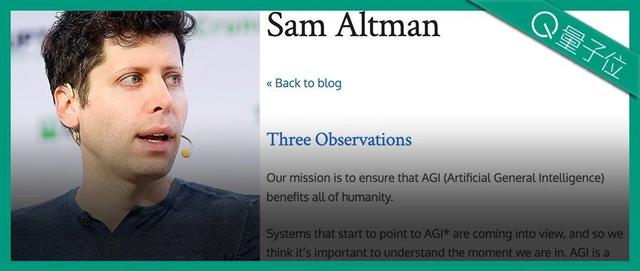 Sam Altman
« Back to blog
Three Observations
Our mission is to ensure that AGI (Artificial General Intelligence)
benefits all of humanity.
Systems that start to point to AGI* are coming into view, and so we
think it's important to understand the moment we are in. AGI is a
量子位